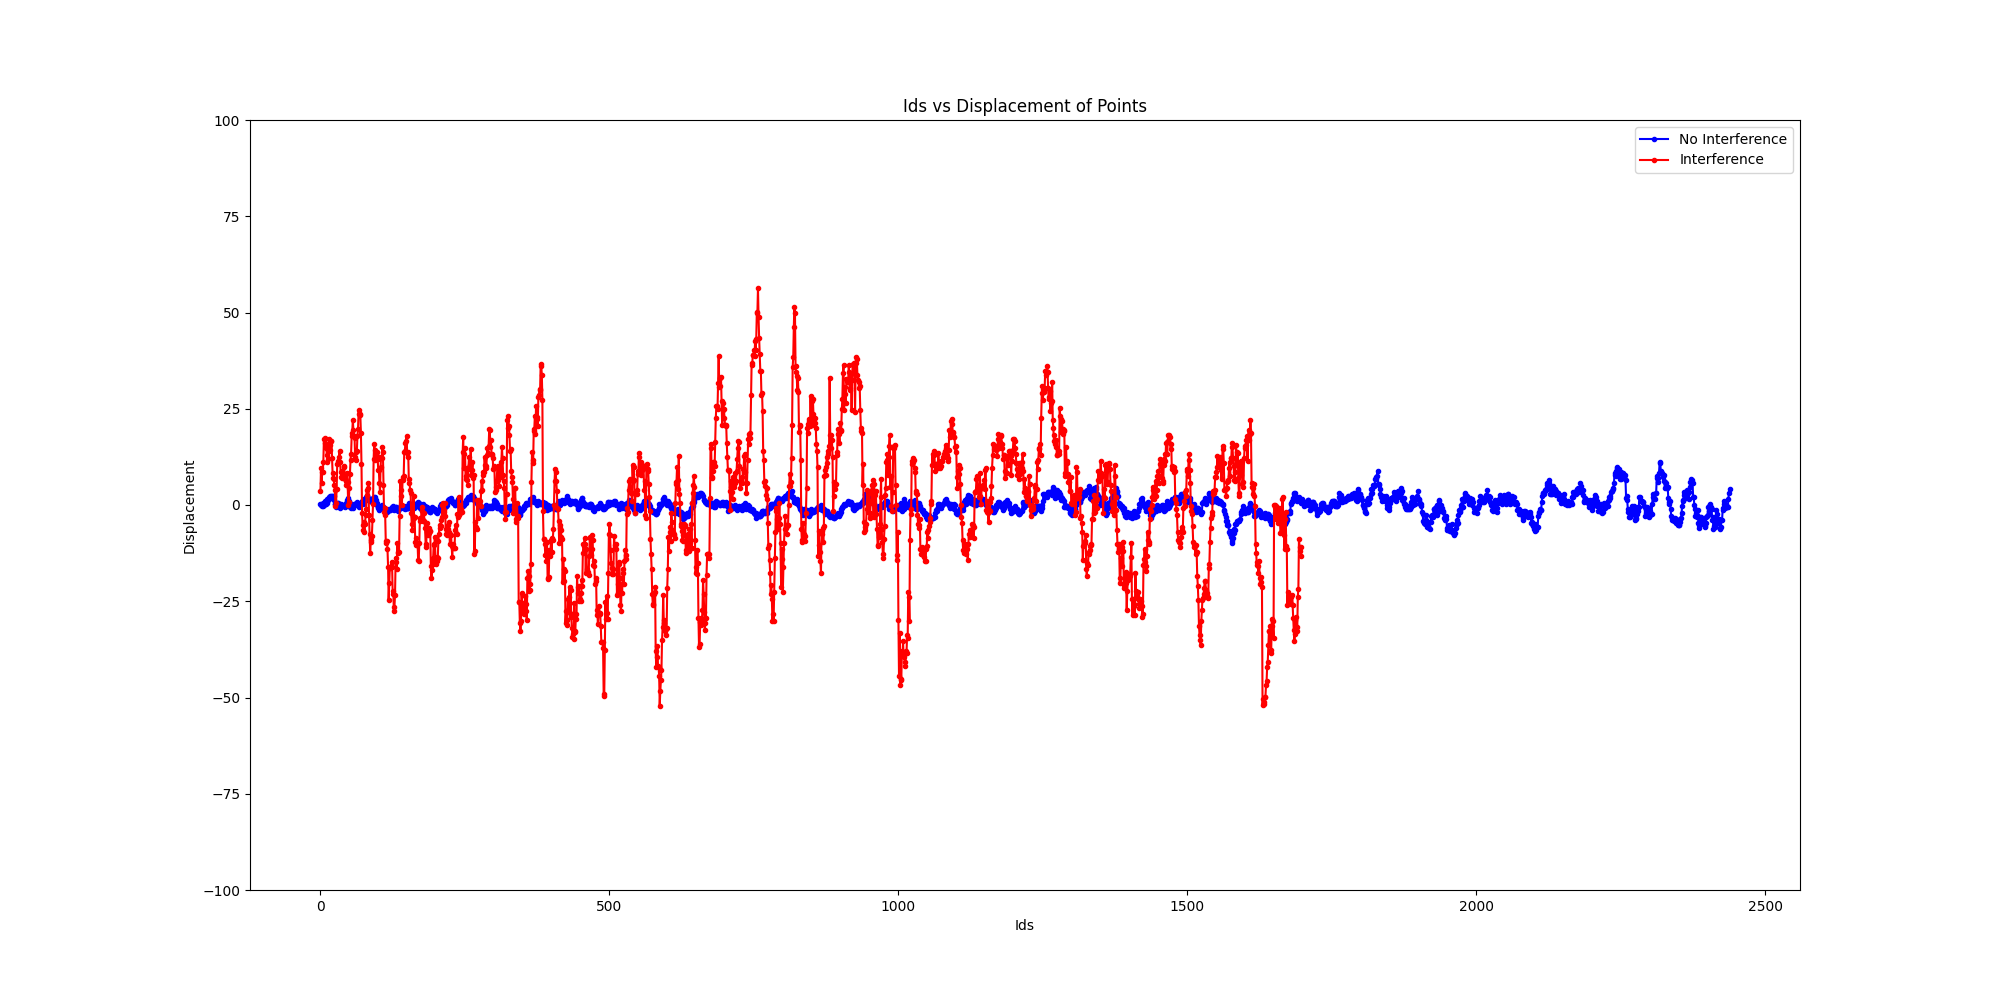 Ids vs Displacement of Points
No Interference
Interference
100
75
50
25
0
−25
−50
−75
−100
Displacement
0 500 1000 1500 2000 2500
Ids